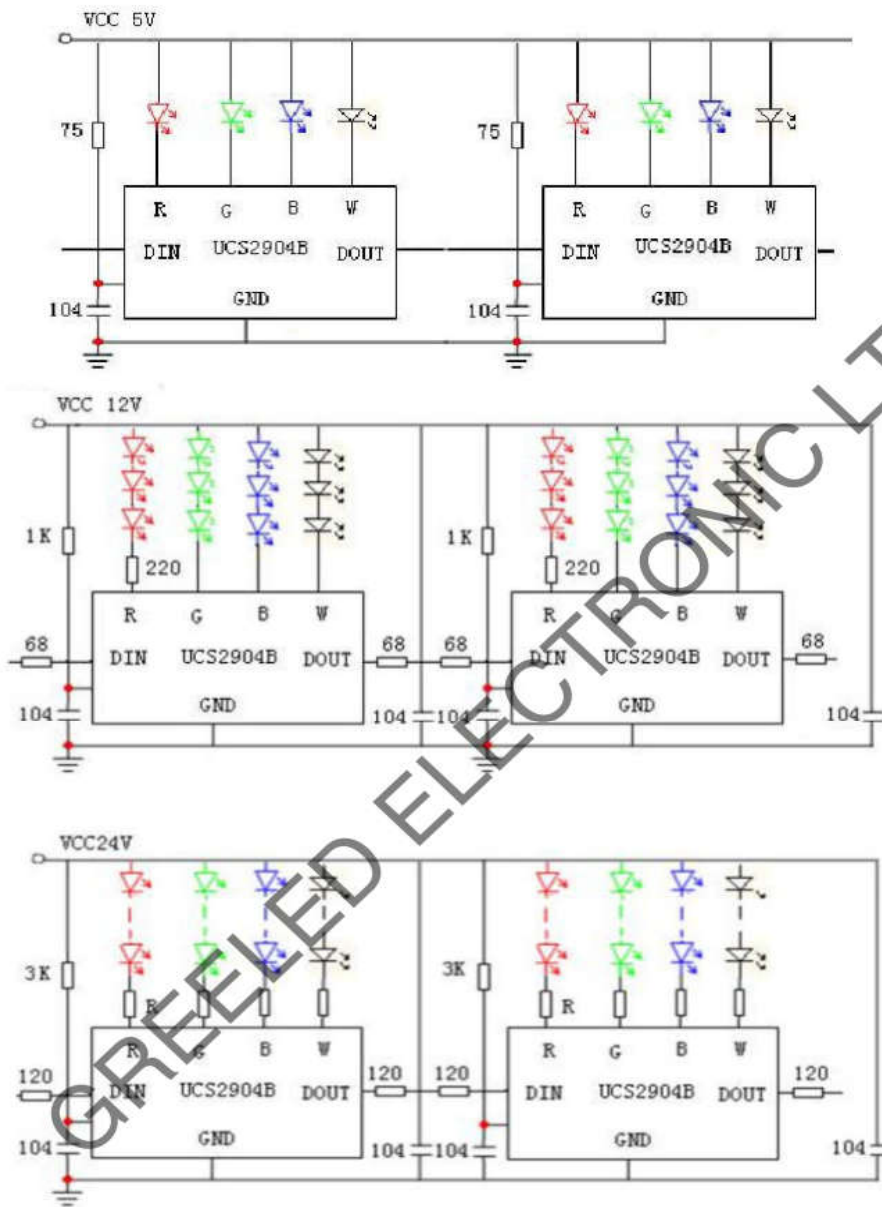 VCC 5V
75 75
R G B W R G B W
DIN UCS2904B DOUT DIN UCS2904B DOUT
104 GND 104 GND
VCC 12V
1K 1K
220 220
R G B W R G B W
68 68 68 68
DIN UCS2904B DOUT DIN UCS2904B DOUT
104 GND 104 104 GND 104
VCC24V
3K 3K
R R
R G B W R G B W
120 120 120 120
DIN UCS2904B DOUT DIN UCS2904B DOUT
104 GND 104 104 GND 104
GREELED ELECTRONIC LT